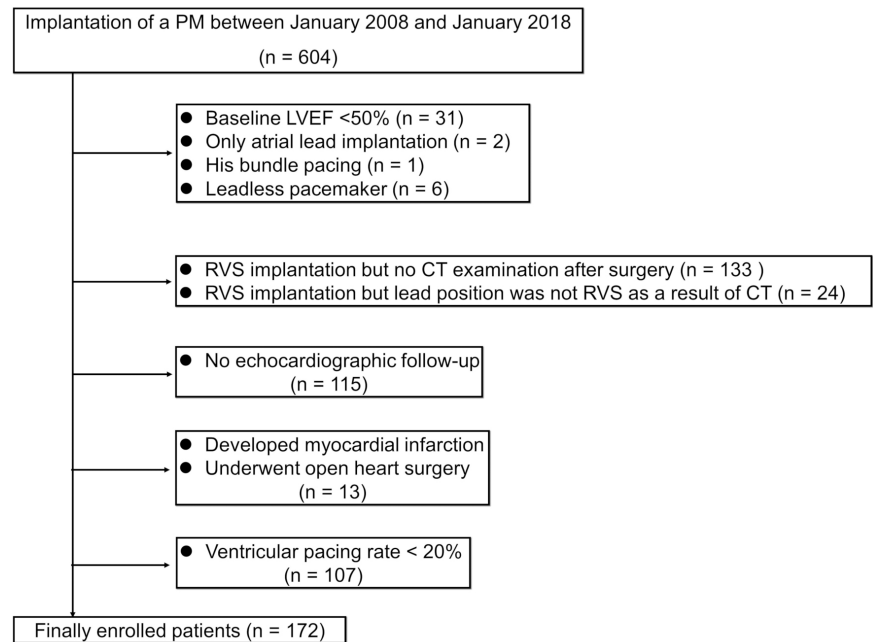 Implantation of a PM between January 2008 and January 2018
(n = 604)
● Baseline LVEF <50% (n = 31)
● Only atrial lead implantation (n = 2)
● His bundle pacing (n = 1)
● Leadless pacemaker (n = 6)
● RVS implantation but no CT examination after surgery (n = 133 )
● RVS implantation but lead position was not RVS as a result of CT (n = 24)
● No echocardiographic follow-up
(n = 115)
● Developed myocardial infarction
● Underwent open heart surgery
(n = 13)
● Ventricular pacing rate < 20%
(n = 107)
Finally enrolled patients (n = 172)